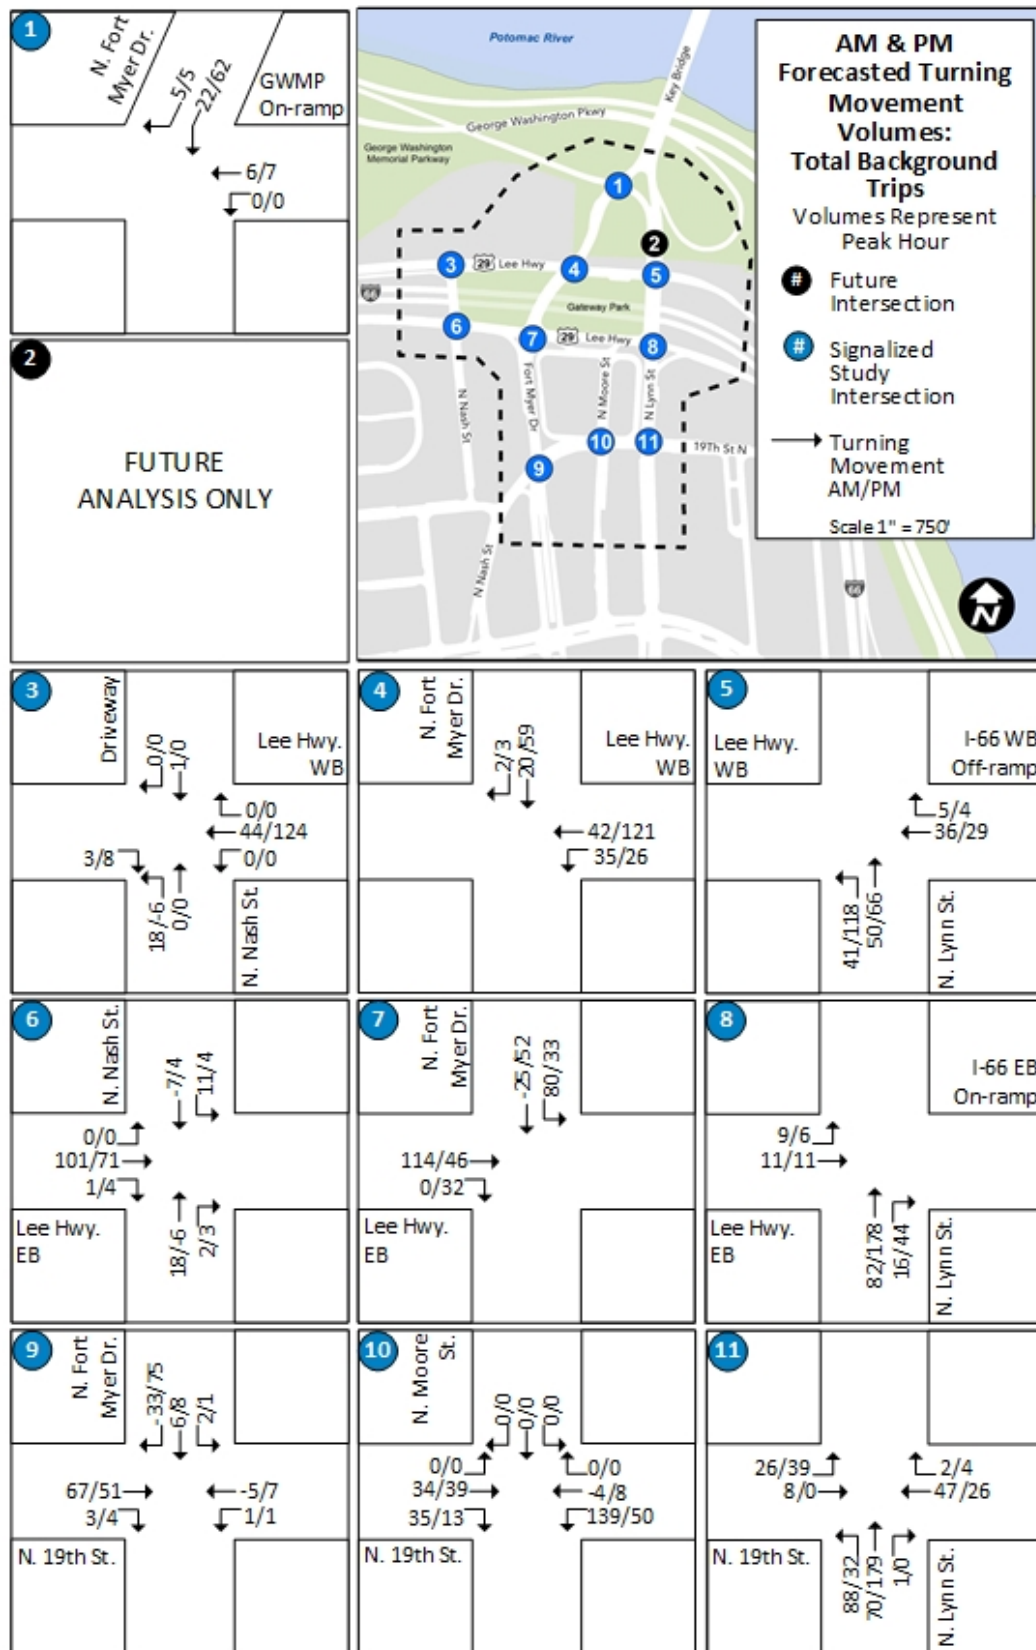 1
N. Fort
Myer Dr.
5/5
22/62
GWMP
On-ramp
6/7
0/0
2
FUTURE
ANALYSIS ONLY
Potomac River
Key Bridge
George Washington Pkwy
George Washington
Memorial Parkway
1
2
3
29
Lee Hwy
4
5
66
Gateway Park
6
7
29
Lee Hwy
8
Fort Myer Dr
N Moore St
N Lynn St
N Nash St
10
11
19Th St N
9
N Nash St
66
N
AM & PM
Forecasted Turning
Movement
Volumes:
Total Background
Trips
Volumes Represent
Peak Hour
#
Future
Intersection
#
Signalized
Study
Intersection
Turning
Movement
AM/PM
Scale 1" = 750'
3
Driveway
0/0
1/0
Lee Hwy.
WB
0/0
44/124
0/0
3/8
18/-6
0/0
N. Nash St.
4
N. Fort
Myer Dr.
2/3
20/59
Lee Hwy.
WB
42/121
35/26
5
Lee Hwy.
WB
I-66 WB
Off-ramp
5/4
36/29
41/118
50/66
N. Lynn St.
6
N. Nash St.
-7/4
11/4
0/0
101/71
1/4
Lee Hwy.
EB
18/-6
2/3
7
N. Fort
Myer Dr.
-25/52
80/33
114/46
0/32
Lee Hwy.
EB
8
I-66 EB
On-ramp
9/6
11/11
Lee Hwy.
EB
82/178
16/44
N. Lynn St.
9
N. Fort
Myer Dr.
-33/75
6/8
2/1
67/51
3/4
-5/7
1/1
N. 19th St.
10
N. Moore
St.
0/0
0/0
0/0
0/0
34/39
35/13
0/0
-4/8
139/50
N. 19th St.
11
26/39
8/0
2/4
47/26
N. 19th St.
88/32
70/179
1/0
N. Lynn St.